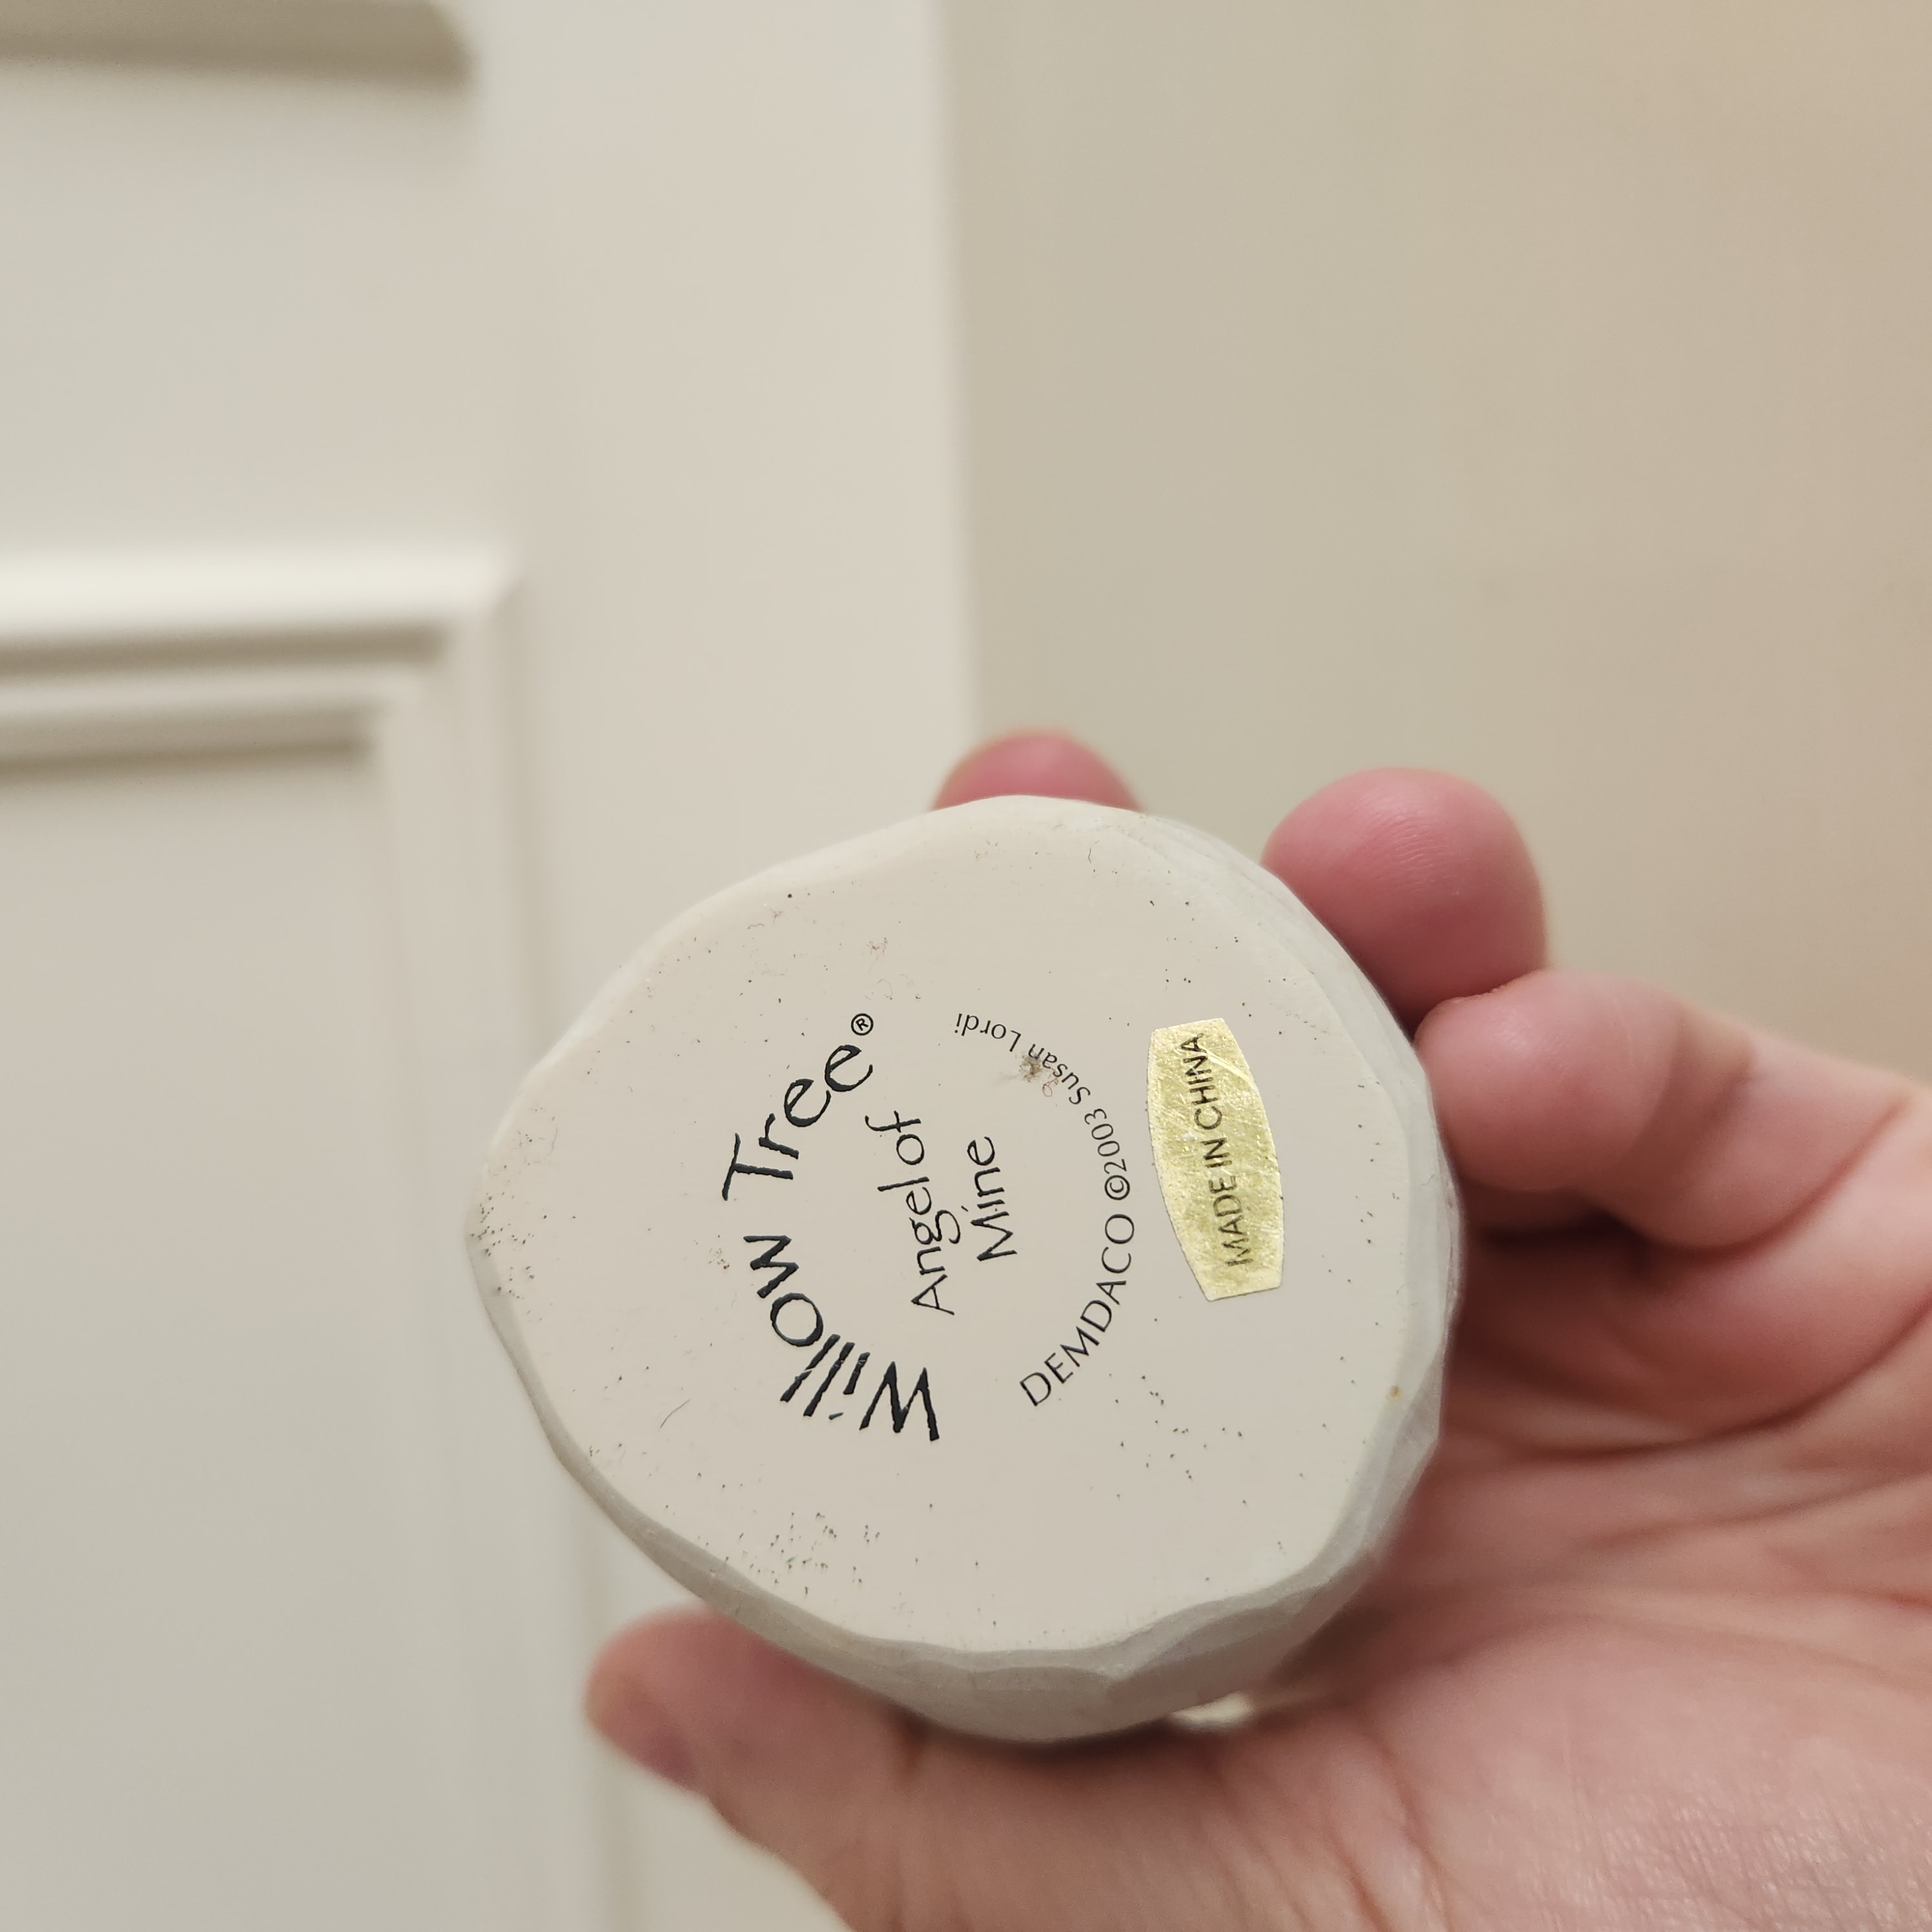 Willow Tree®
Angel of
Mine
DEMDACO ©2003 Susan Lordi
MADE IN CHINA